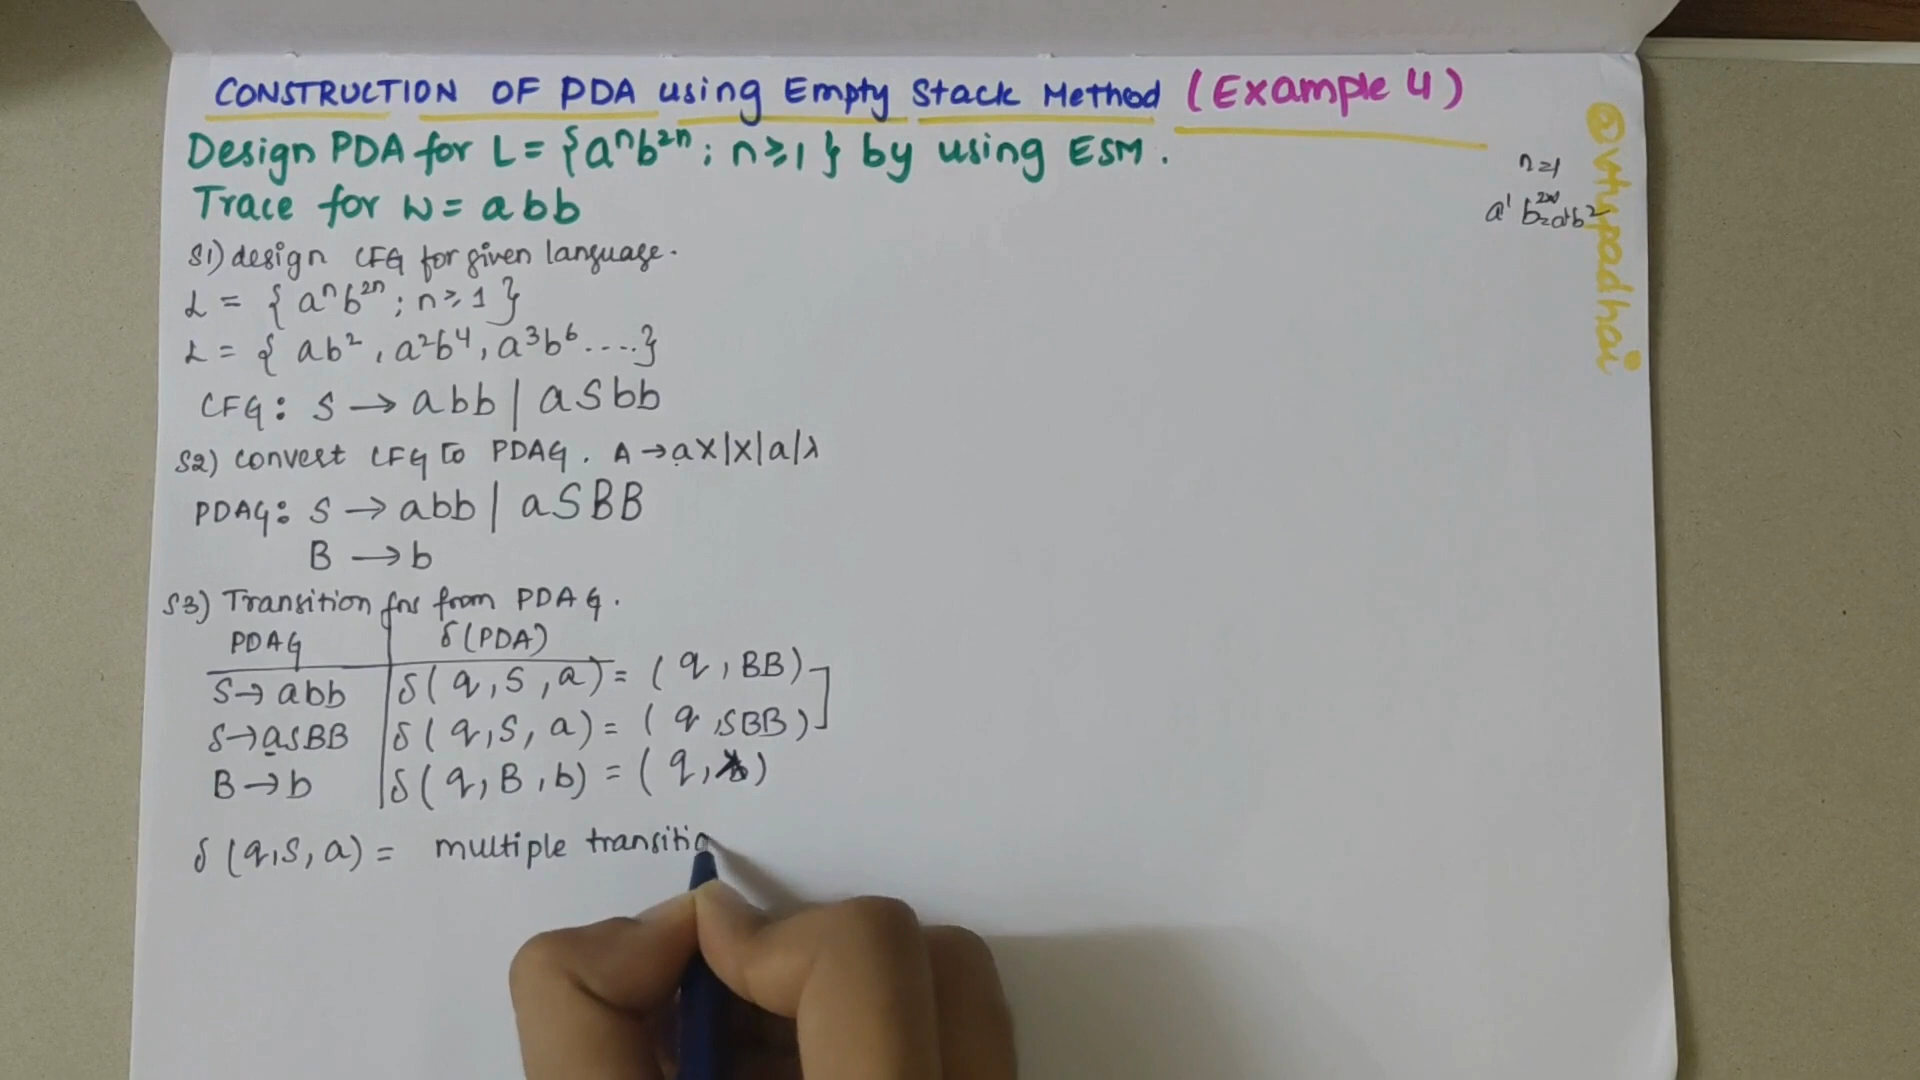 CONSTRUCTION OF PDA using Empty Stack Method (Example 4)
Design PDA for L = {aⁿb²ⁿ ; n≥1} by using ESM.
Trace for w = abb
n=1
@vtupadhai
S1) design CFG for given language.
L = { aⁿb²ⁿ ; n≥1 }
L = { ab², a²b⁴, a³b⁶ ....}
CFG: S → abb | aSbb
S2) Convert CFG to PDAG. A → aX|X|a|λ
PDAG: S → abb | aSBB
B → b
S3) Transition fns from PDAG.
PDAG δ(PDA)
S→abb δ(q,S,a) = (q, BB)
S→aSBB δ(q,S,a) = (q,SBB)
B→b δ(q,B,b) = (q, )
δ(q,S,a) = multiple transitio